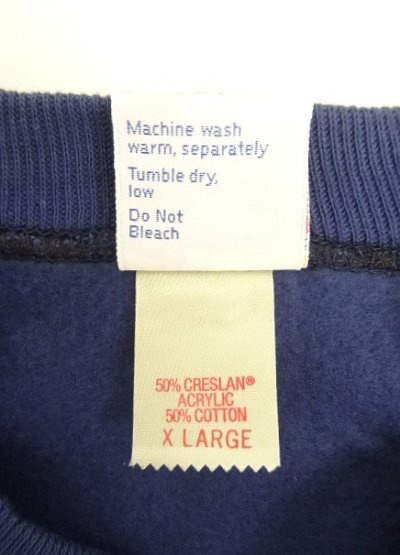 Machine wash
warm, separately
Tumble dry,
low
Do Not
Bleach
50% CRESLAN®
ACRYLIC
50% COTTON
X LARGE